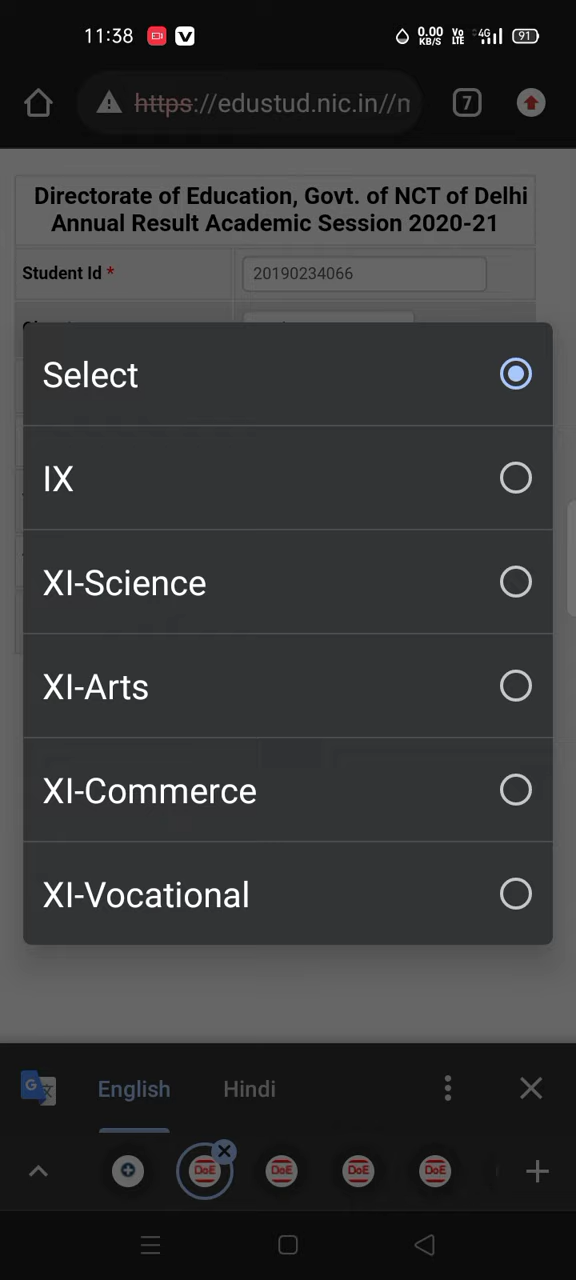 11:38
0.00
KB/S
Vo
LTE
4G
91
https://edustud.nic.in//n
7
Directorate of Education, Govt. of NCT of Delhi
Annual Result Academic Session 2020-21
Student Id *
20190234066
Select
IX
XI-Science
XI-Arts
XI-Commerce
XI-Vocational
G
English
Hindi
DoE
DoE
DoE
DoE